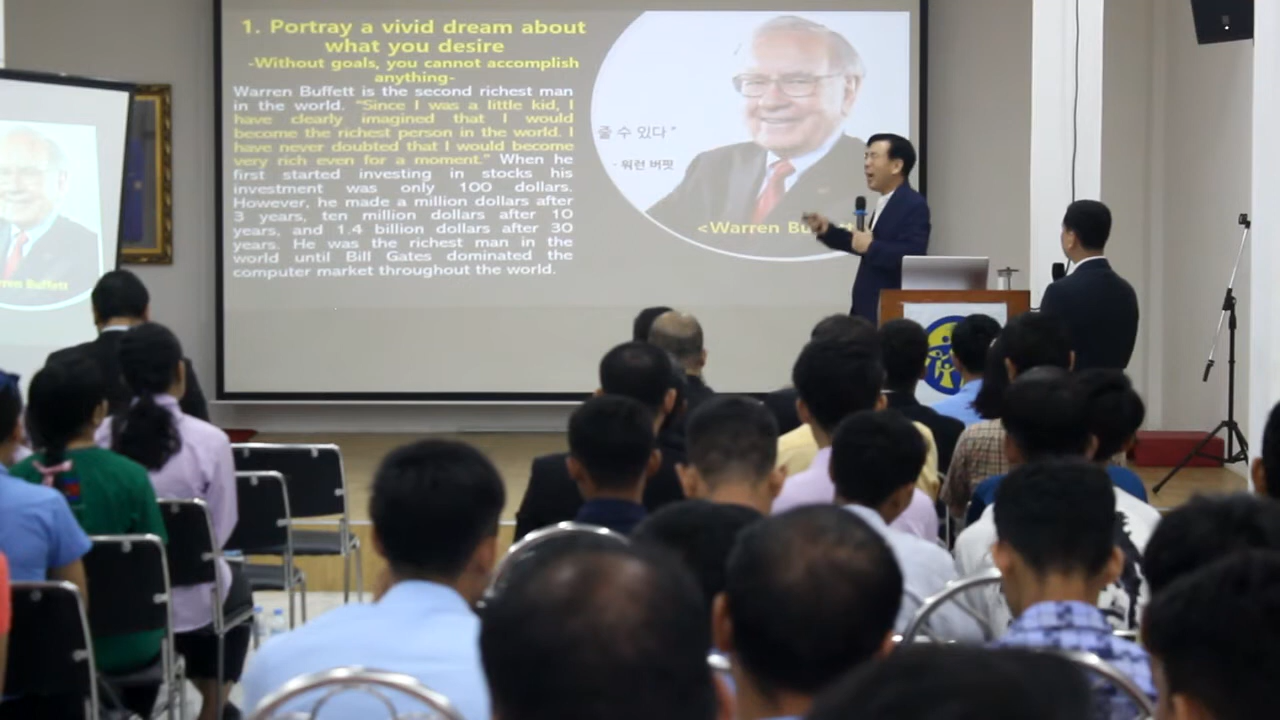 1. Portray a vivid dream about
what you desire
-Without goals, you cannot accomplish
anything-
Warren Buffett is the second richest man
in the world. “Since I was a little kid, I
have clearly imagined that I would
become the richest person in the world. I
have never doubted that I would become
very rich even for a moment.” When he
first started investing in stocks his
investment was only 100 dollars.
However, he made a million dollars after
3 years, ten million dollars after 10
years, and 1.4 billion dollars after 30
years. He was the richest man in the
world until Bill Gates dominated the
computer market throughout the world.
줄 수 있다 ”
- 워런 버핏
<Warren
Buffett